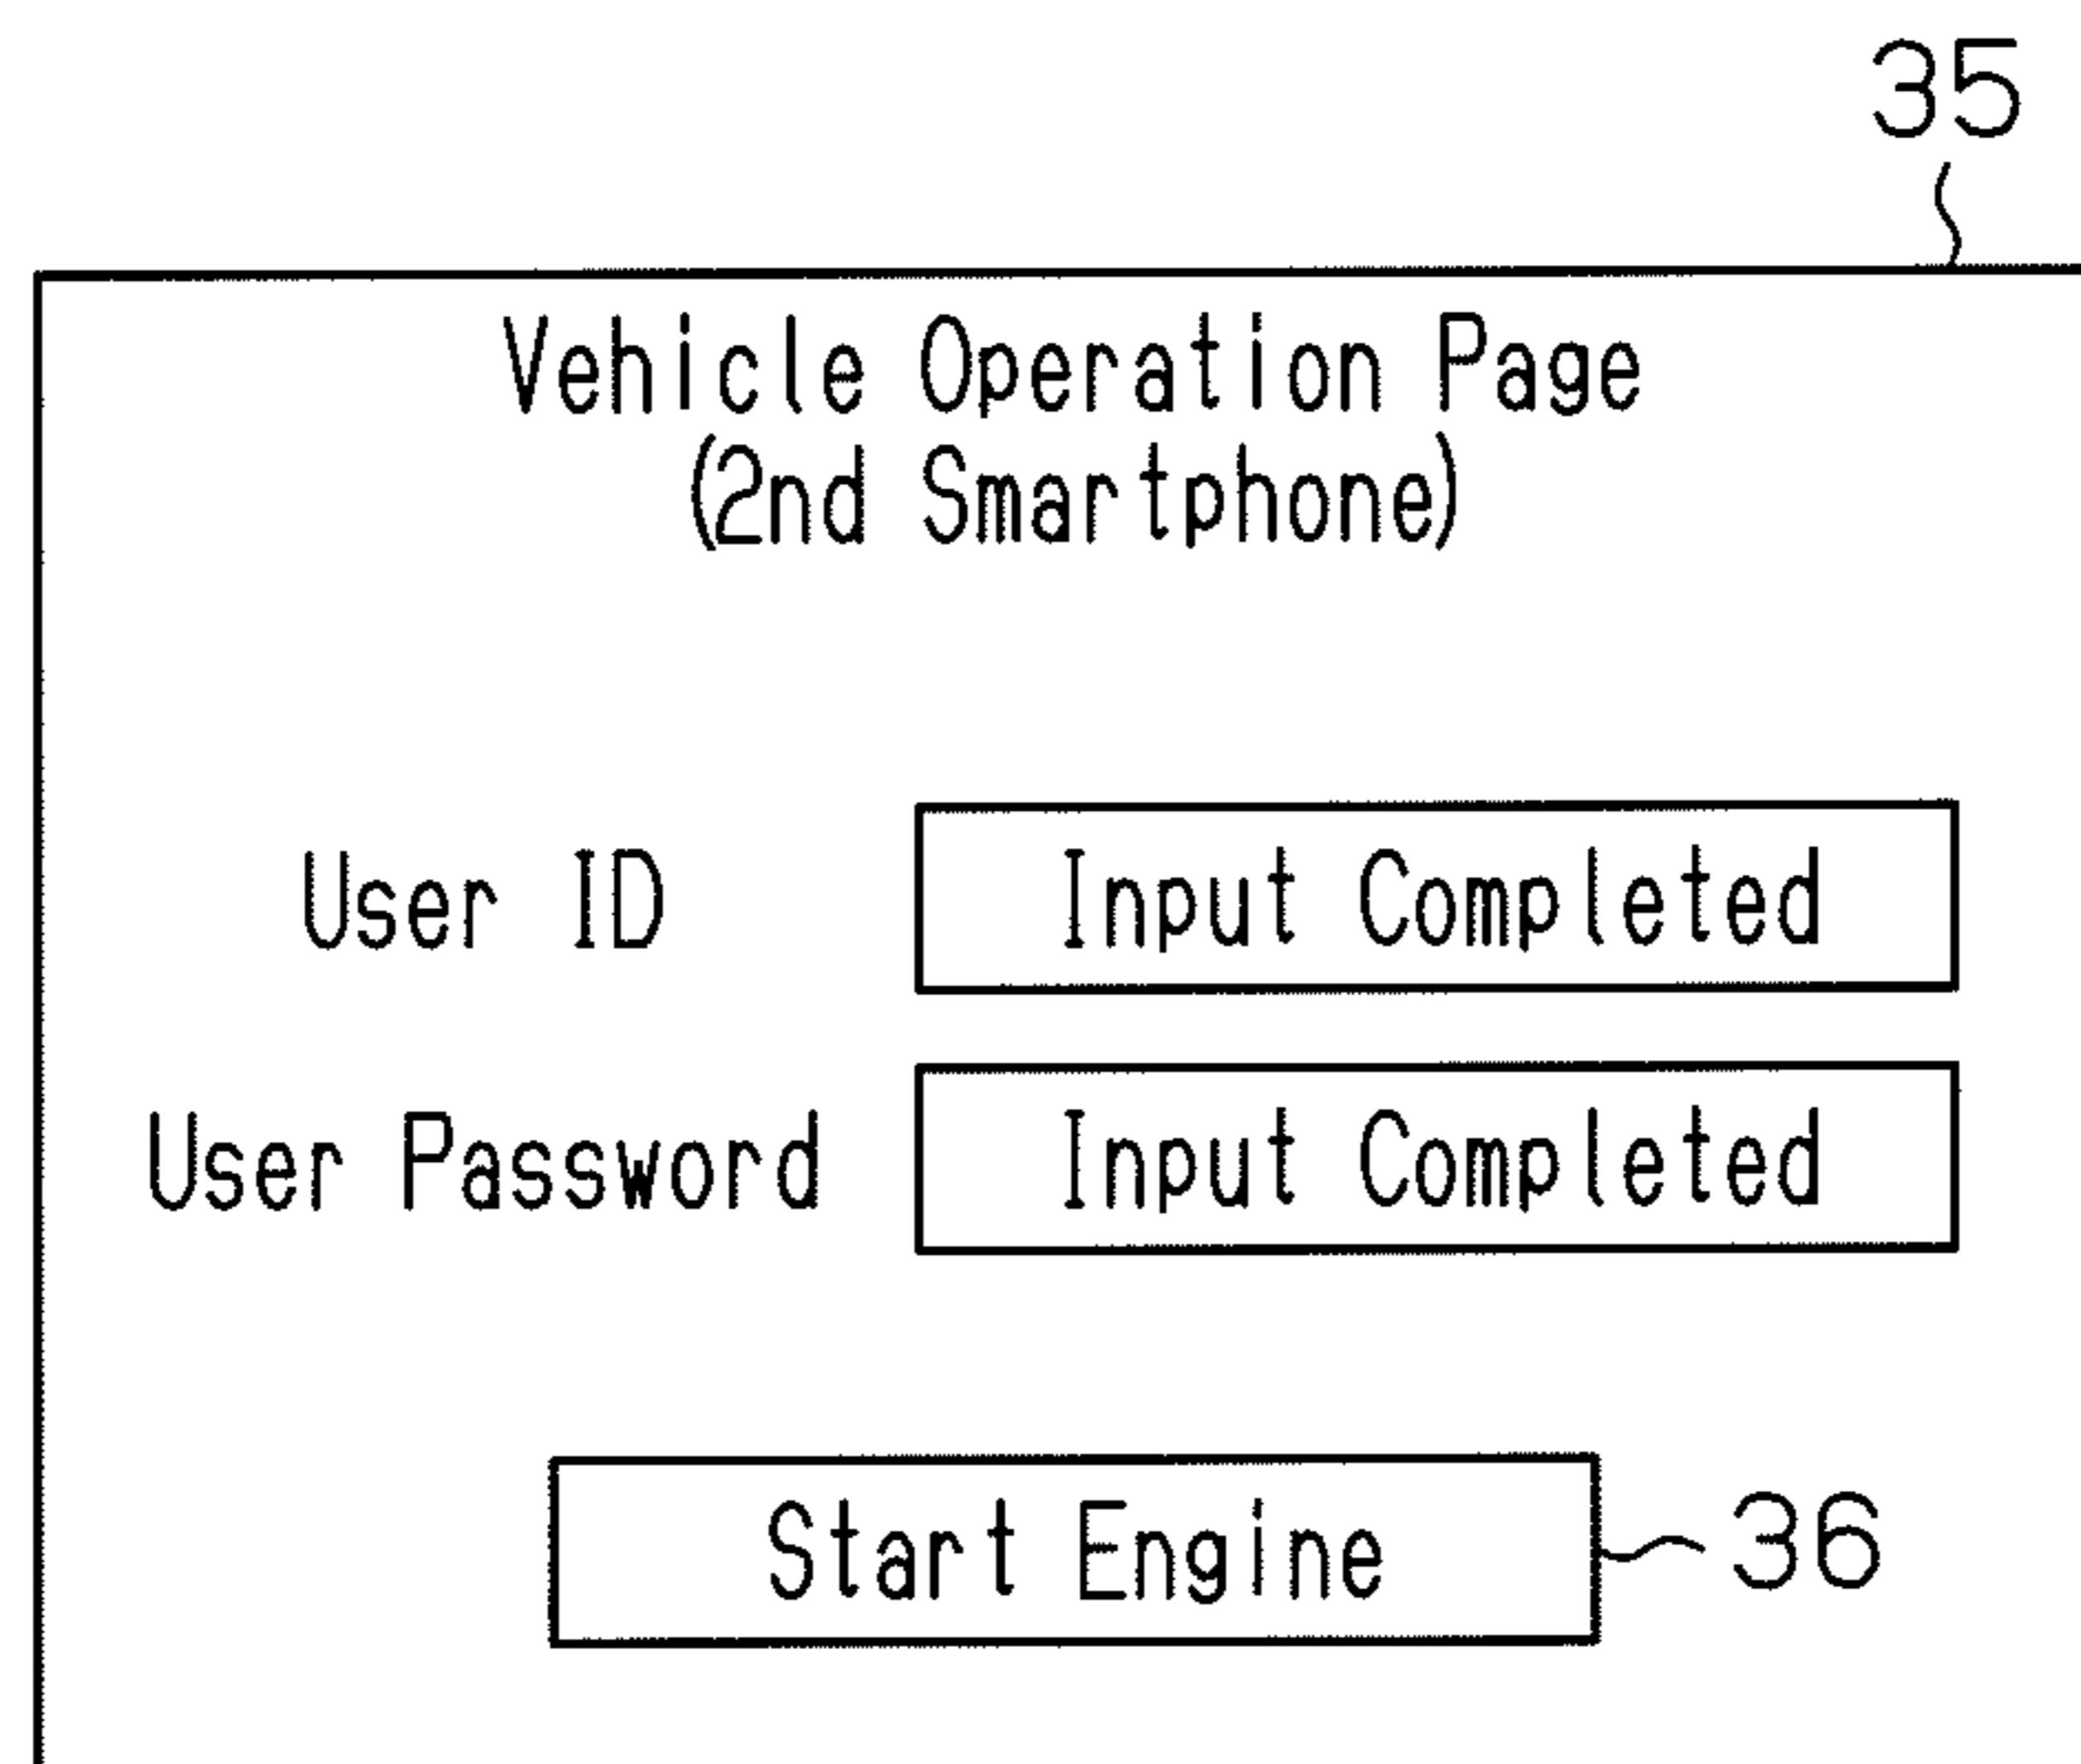 35
Vehicle Operation Page
(2nd Smartphone)
User ID Input Completed
User Password Input Completed
Start Engine 36